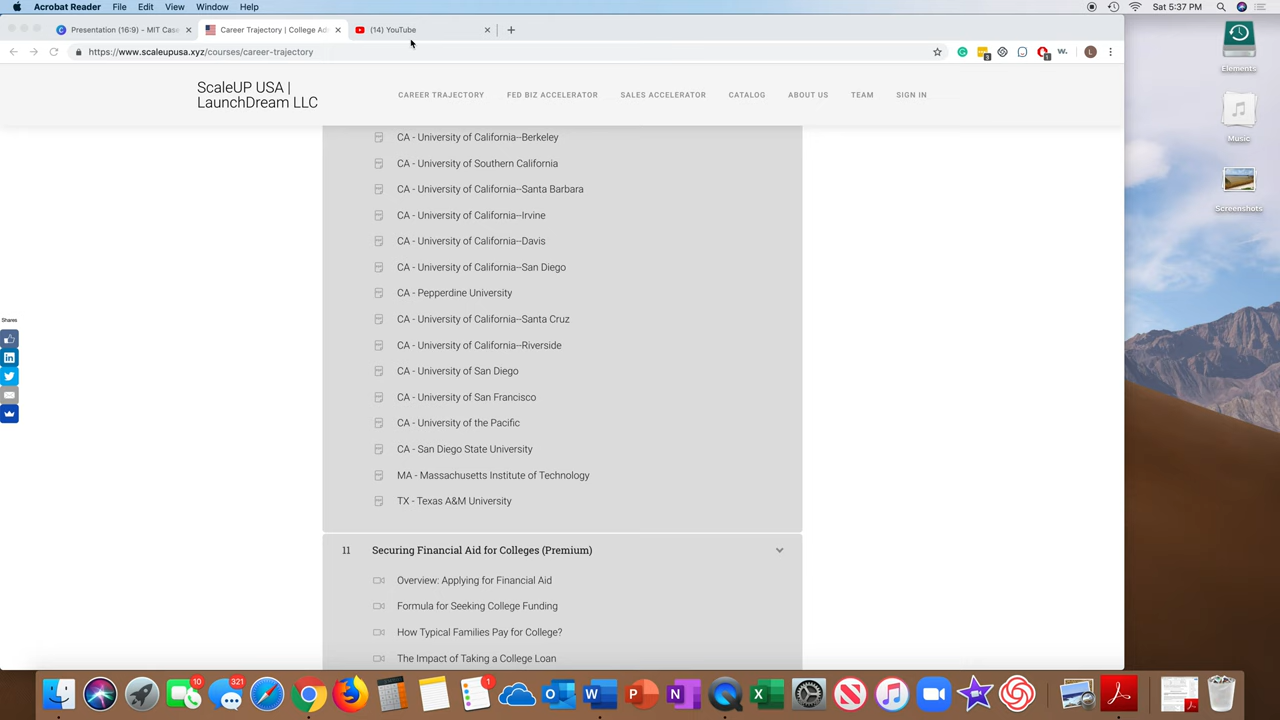 Acrobat Reader File Edit View Window Help
Sat 5:37 PM
Presentation (16:9) - MIT Case
Career Trajectory | College Ad
(14) YouTube
https://www.scaleupusa.xyz/courses/career-trajectory
ScaleUP USA |
LaunchDream LLC
CAREER TRAJECTORY FED BIZ ACCELERATOR SALES ACCELERATOR CATALOG ABOUT US TEAM SIGN IN
CA - University of California--Berkeley
CA - University of Southern California
CA - University of California--Santa Barbara
CA - University of California--Irvine
CA - University of California--Davis
CA - University of California--San Diego
CA - Pepperdine University
CA - University of California--Santa Cruz
CA - University of California--Riverside
CA - University of San Diego
CA - University of San Francisco
CA - University of the Pacific
CA - San Diego State University
MA - Massachusetts Institute of Technology
TX - Texas A&M University
11 Securing Financial Aid for Colleges (Premium)
Overview: Applying for Financial Aid
Formula for Seeking College Funding
How Typical Families Pay for College?
The Impact of Taking a College Loan
Shares
Elements
Music
Screenshots
10
321
1